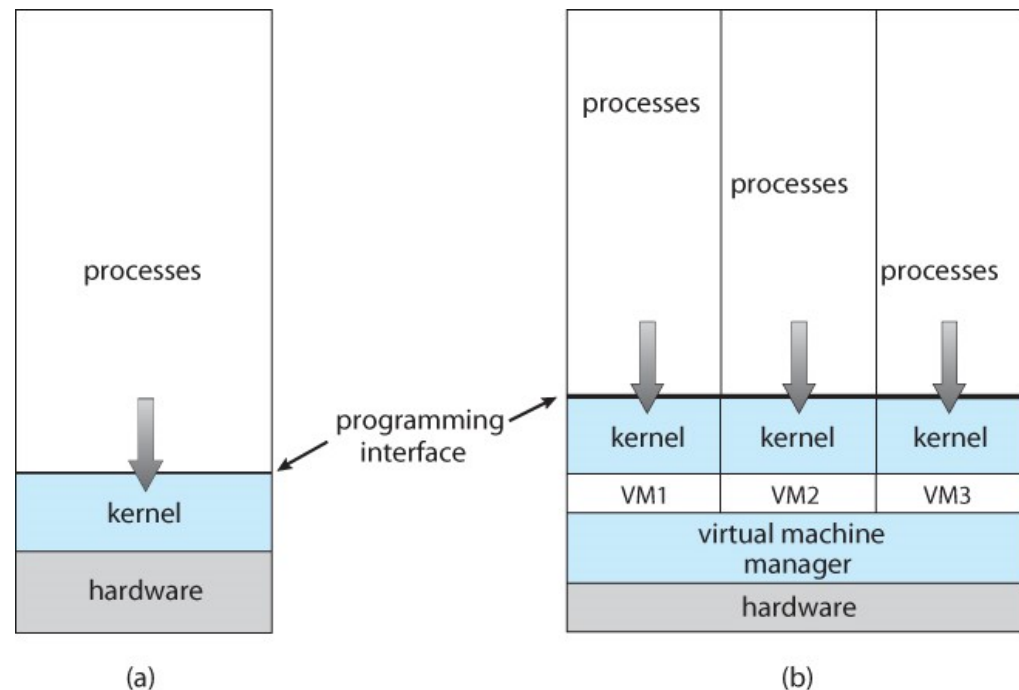 processes
programming
interface
kernel
hardware
(a)
processes
processes
processes
kernel
kernel
kernel
VM1
VM2
VM3
virtual machine
manager
hardware
(b)